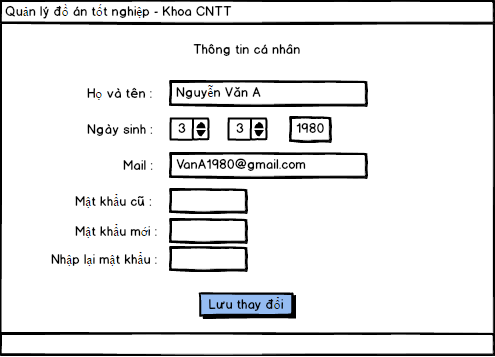 Quản lý đồ án tốt nghiệp - Khoa CNTT
Thông tin cá nhân
Họ và tên : Nguyễn Văn A
Ngày sinh : 3 3 1980
Mail : VanA1980@gmail.com
Mật khẩu cũ :
Mật khẩu mới :
Nhập lại mật khẩu :
Lưu thay đổi